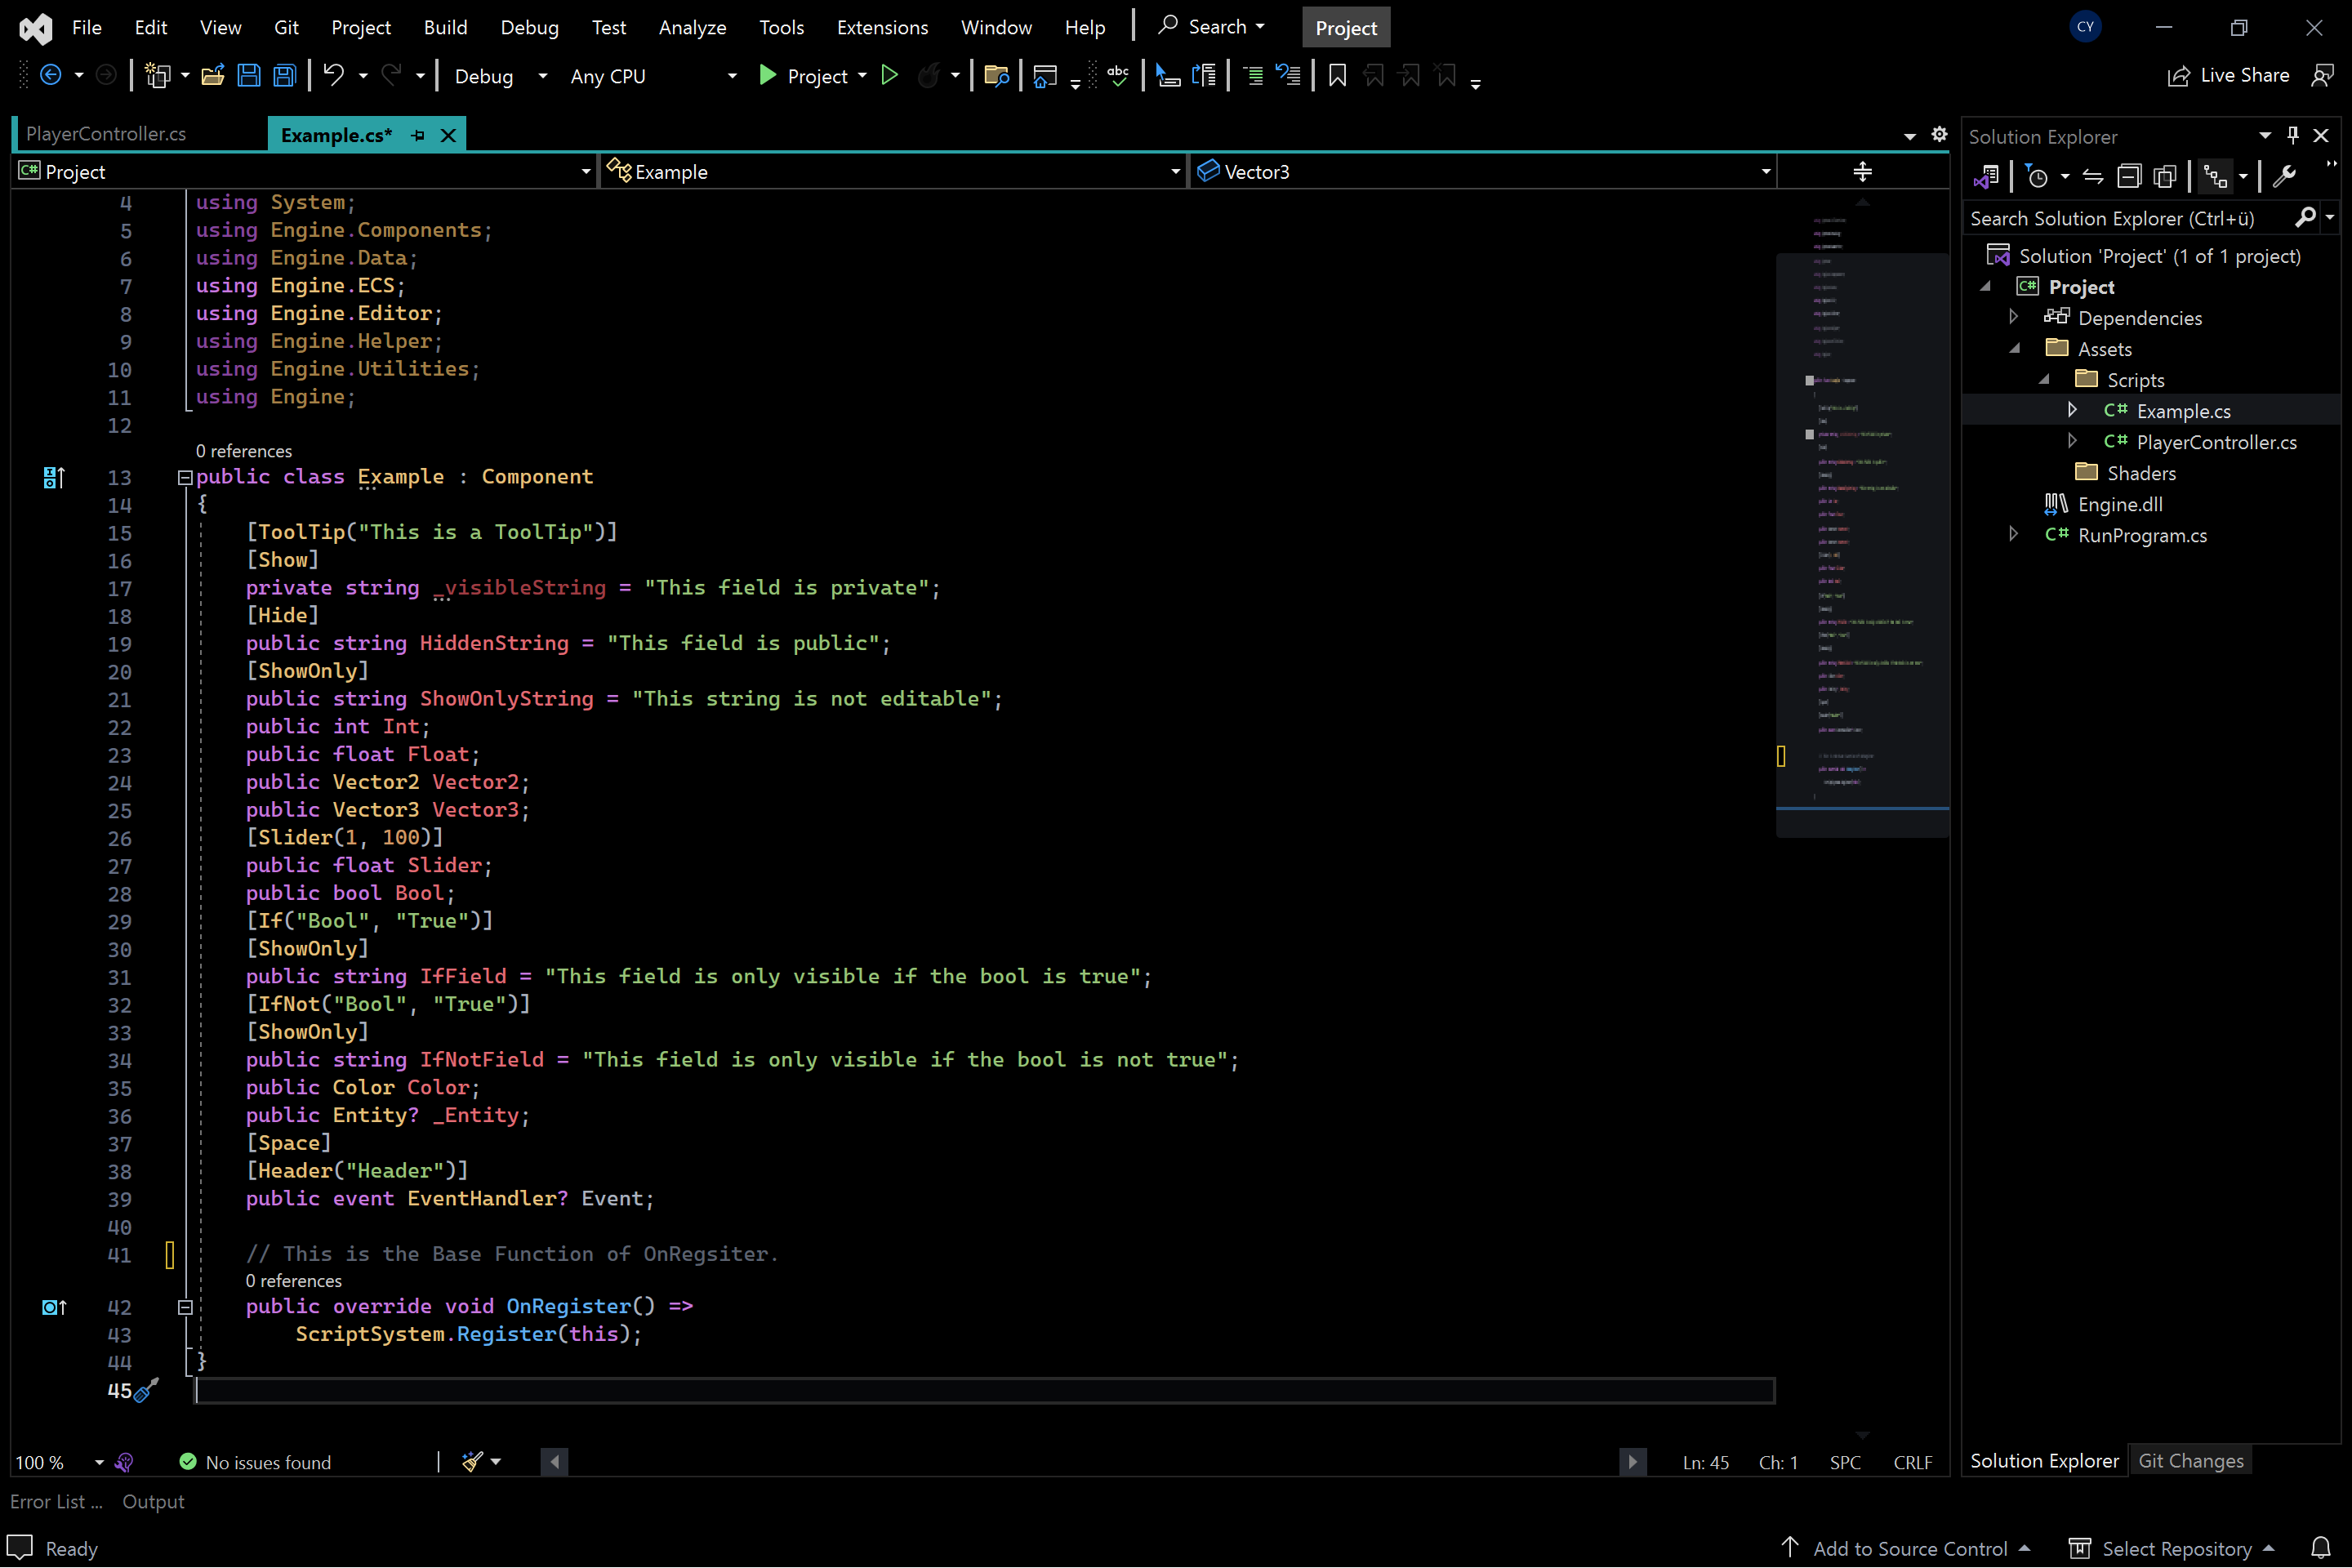 File Edit View Git Project Build Debug Test Analyze Tools Extensions Window Help Search Project CY
Debug Any CPU Project abc Live Share
PlayerController.cs Example.cs*
C# Project Example Vector3
4 using System;
5 using Engine.Components;
6 using Engine.Data;
7 using Engine.ECS;
8 using Engine.Editor;
9 using Engine.Helper;
10 using Engine.Utilities;
11 using Engine;
12
0 references
13 public class Example : Component
14 {
15 [ToolTip("This is a ToolTip")]
16 [Show]
17 private string _visibleString = "This field is private";
18 [Hide]
19 public string HiddenString = "This field is public";
20 [ShowOnly]
21 public string ShowOnlyString = "This string is not editable";
22 public int Int;
23 public float Float;
24 public Vector2 Vector2;
25 public Vector3 Vector3;
26 [Slider(1, 100)]
27 public float Slider;
28 public bool Bool;
29 [If("Bool", "True")]
30 [ShowOnly]
31 public string IfField = "This field is only visible if the bool is true";
32 [IfNot("Bool", "True")]
33 [ShowOnly]
34 public string IfNotField = "This field is only visible if the bool is not true";
35 public Color Color;
36 public Entity? _Entity;
37 [Space]
38 [Header("Header")]
39 public event EventHandler? Event;
40
41 // This is the Base Function of OnRegsiter.
0 references
42 public override void OnRegister() =>
43 ScriptSystem.Register(this);
44 }
45
100 % No issues found Ln: 45 Ch: 1 SPC CRLF
Solution Explorer
Search Solution Explorer (Ctrl+ü)
Solution 'Project' (1 of 1 project)
C# Project
Dependencies
Assets
Scripts
C# Example.cs
C# PlayerController.cs
Shaders
Engine.dll
C# RunProgram.cs
Solution Explorer Git Changes
Error List ... Output
Ready Add to Source Control Select Repository